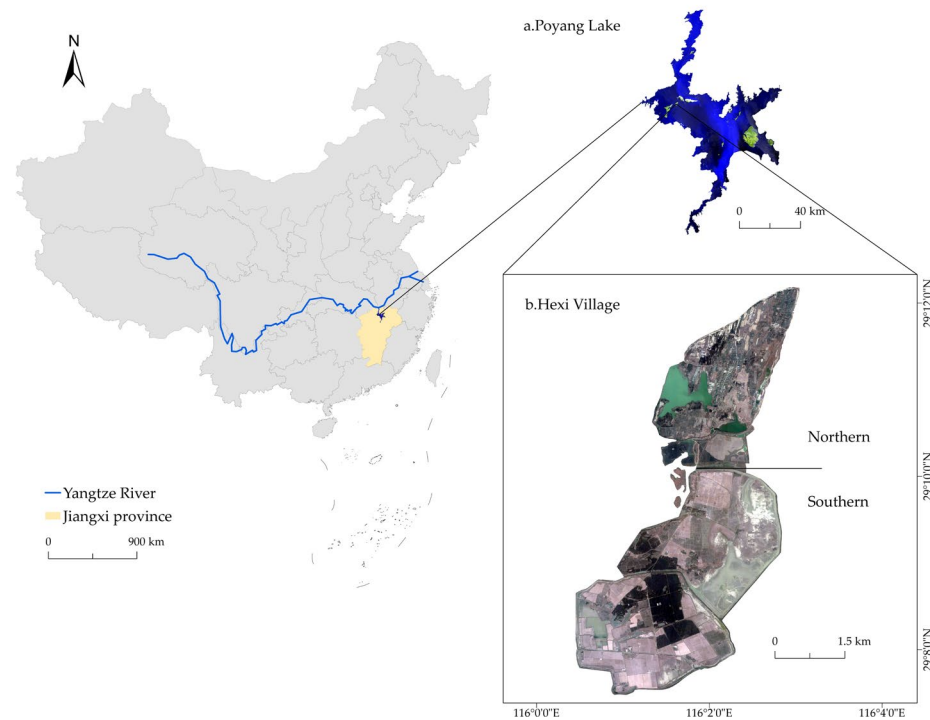 N
a.Poyang Lake
0 40 km
b.Hexi Village
Northern
Southern
0 1.5 km
Yangtze River
Jiangxi province
0 900 km
29°12'0"N
29°10'0"N
29°8'0"N
116°0'0"E
116°2'0"E
116°4'0"E